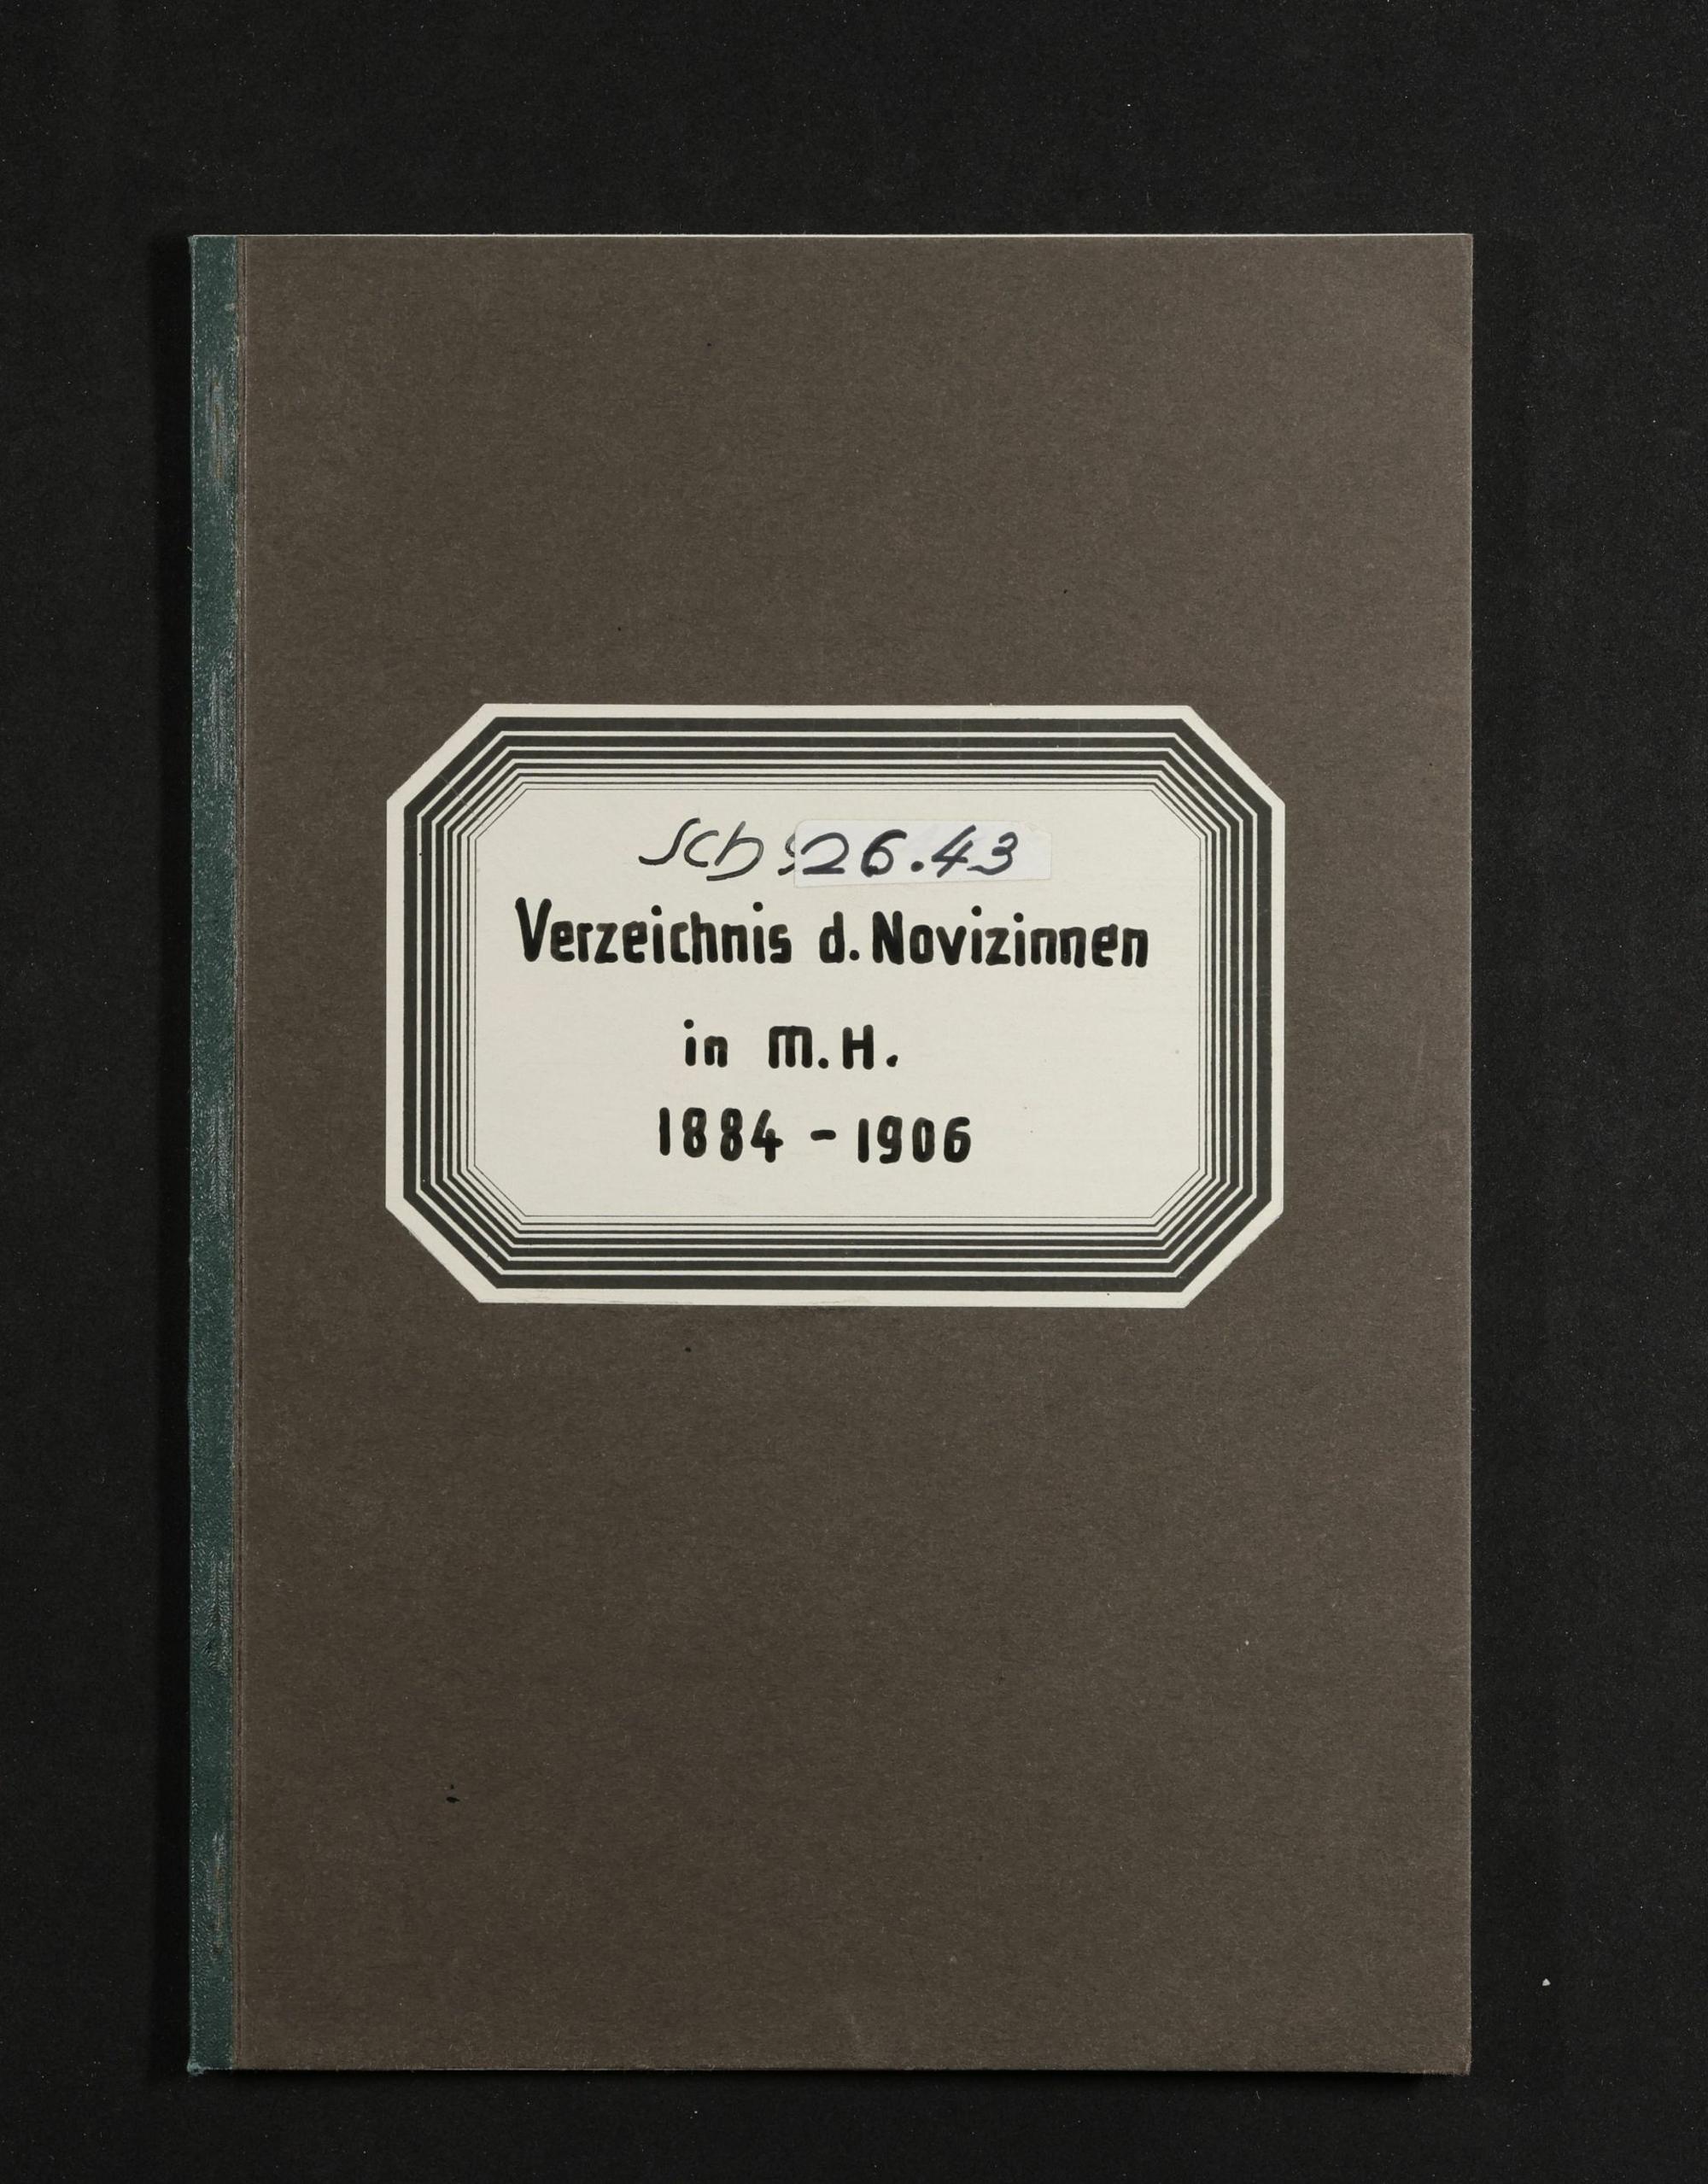 Sch 26.43
Verzeichnis d. Novizinnen
in M.H.
1884 - 1906